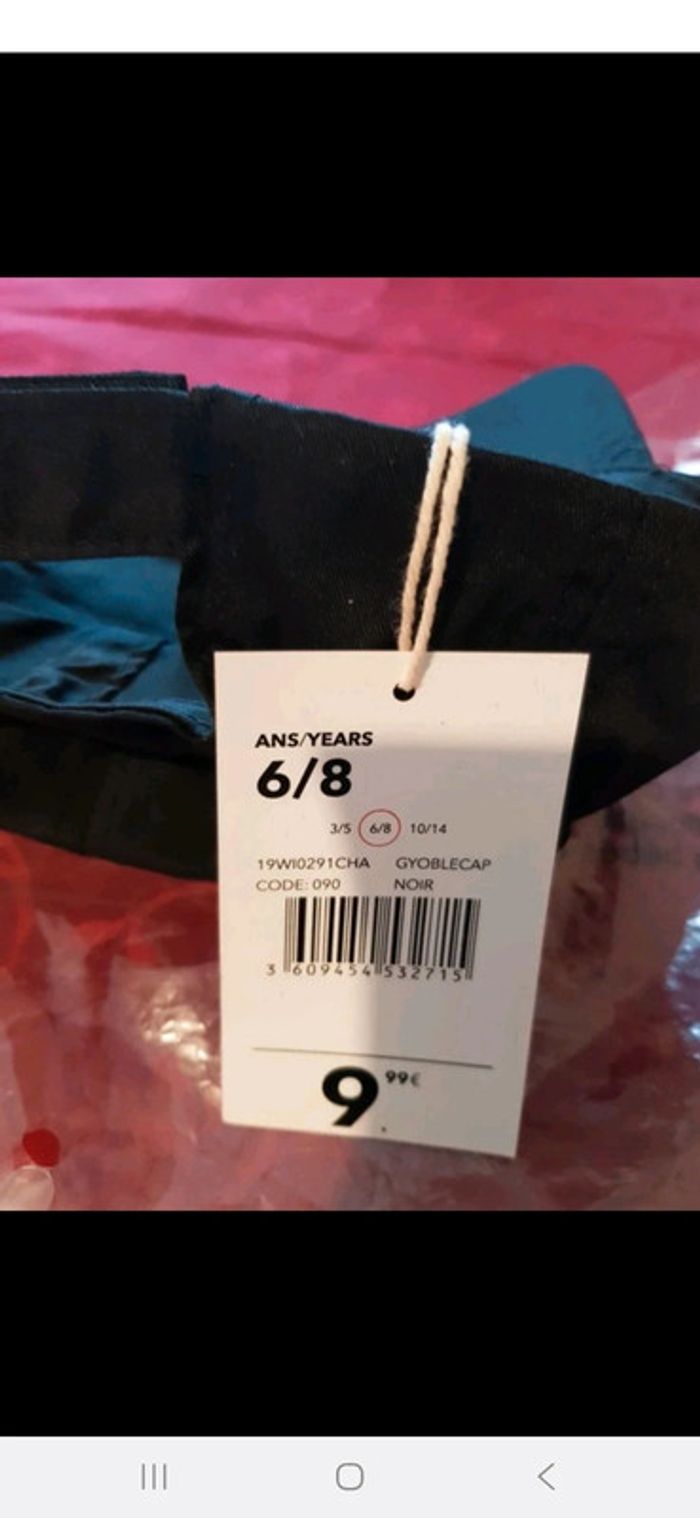 ANS/YEARS
6/8
3/5 6/8 10/14
19WI0291CHA GYOBLECAP
CODE: 090 NOIR
3 609454 532715
9 99€